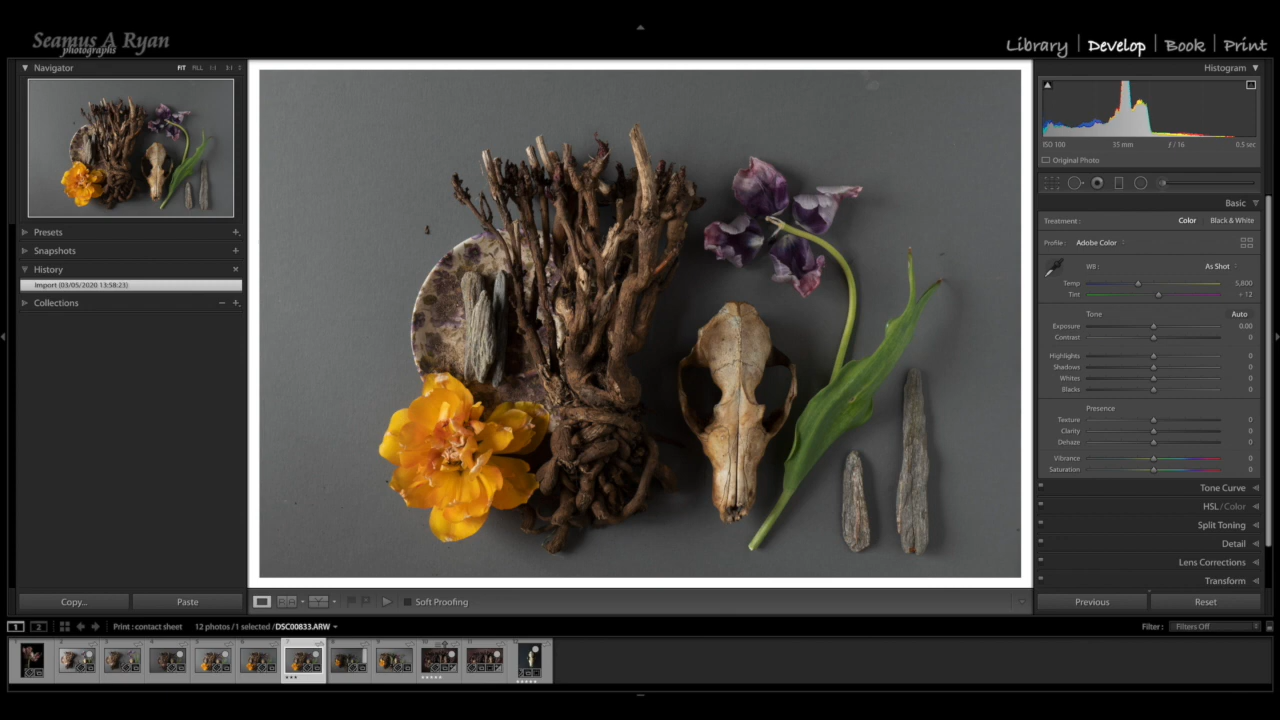 Seamus A Ryan
photographs
Library | Develop | Book | Print
Navigator FIT FILL 1:1 3:1
Presets
Snapshots
History
Import (03/05/2020 13:58:23)
Collections
Copy... Paste
Soft Proofing
Histogram
ISO 100 35 mm f / 16 0.5 sec
Original Photo
Basic
Treatment : Color Black & White
Profile : Adobe Color
WB : As Shot
Temp 5,800
Tint + 12
Tone Auto
Exposure 0.00
Contrast 0
Highlights 0
Shadows 0
Whites 0
Blacks 0
Presence
Texture 0
Clarity 0
Dehaze 0
Vibrance 0
Saturation 0
Tone Curve
HSL / Color
Split Toning
Detail
Lens Corrections
Transform
Previous Reset
1 2 Print : contact sheet 12 photos / 1 selected / DSC00833.ARW
Filter : Filters Off